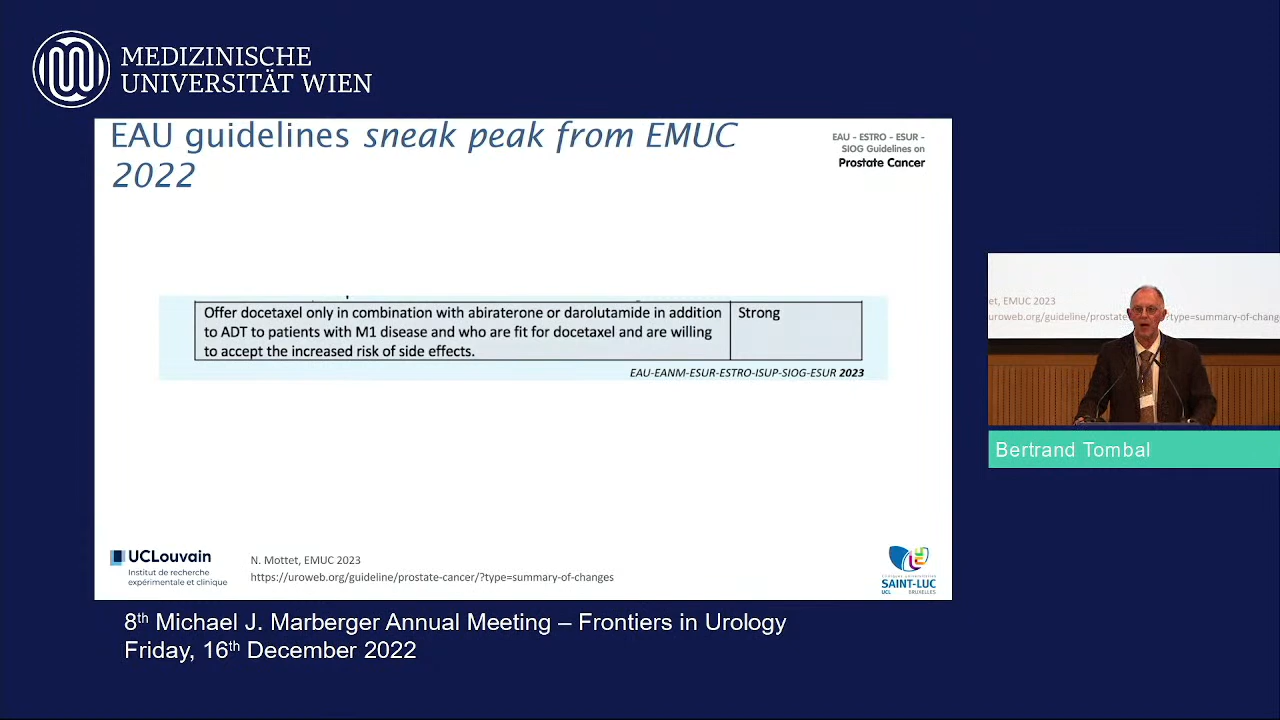 MEDIZINISCHE
UNIVERSITÄT WIEN
EAU guidelines sneak peak from EMUC
2022
EAU - ESTRO - ESUR -
SIOG Guidelines on
Prostate Cancer
Offer docetaxel only in combination with abiraterone or darolutamide in addition
to ADT to patients with M1 disease and who are fit for docetaxel and are willing
to accept the increased risk of side effects.
Strong
EAU-EANM-ESUR-ESTRO-ISUP-SIOG-ESUR 2023
et, EMUC 2023
uroweb.org/guideline/prostate
?type=summary-of-change
Bertrand Tombal
UCLouvain
Institut de recherche
expérimentale et clinique
N. Mottet, EMUC 2023
https://uroweb.org/guideline/prostate-cancer/?type=summary-of-changes
SAINT-LUC
UCL BRUXELLES
8th Michael J. Marberger Annual Meeting – Frontiers in Urology
Friday, 16th December 2022